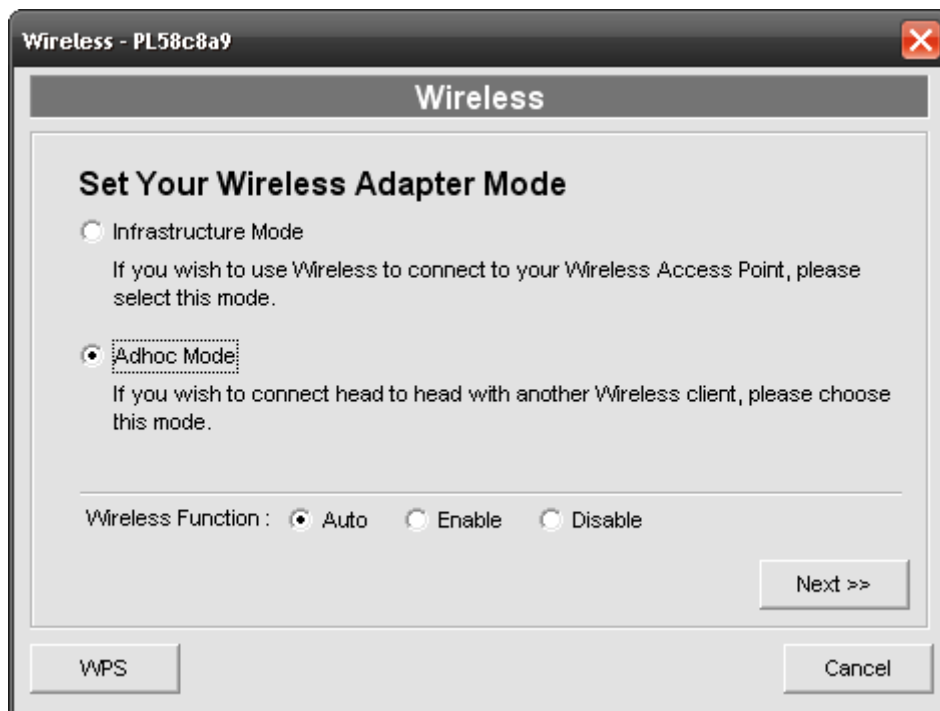 Wireless - PL58c8a9
Wireless
Set Your Wireless Adapter Mode
Infrastructure Mode
If you wish to use Wireless to connect to your Wireless Access Point, please
select this mode.
Adhoc Mode
If you wish to connect head to head with another Wireless client, please choose
this mode.
Wireless Function : Auto Enable Disable
Next >>
WPS Cancel